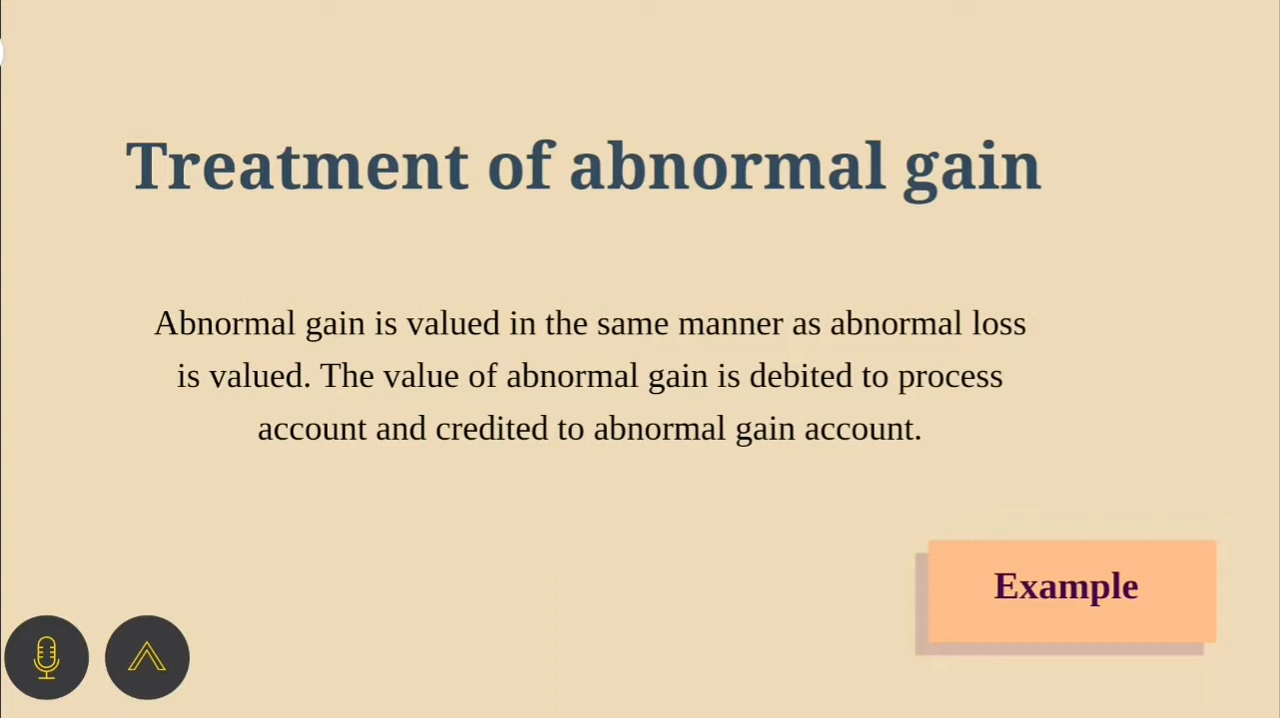 Treatment of abnormal gain
Abnormal gain is valued in the same manner as abnormal loss
is valued. The value of abnormal gain is debited to process
account and credited to abnormal gain account.
Example